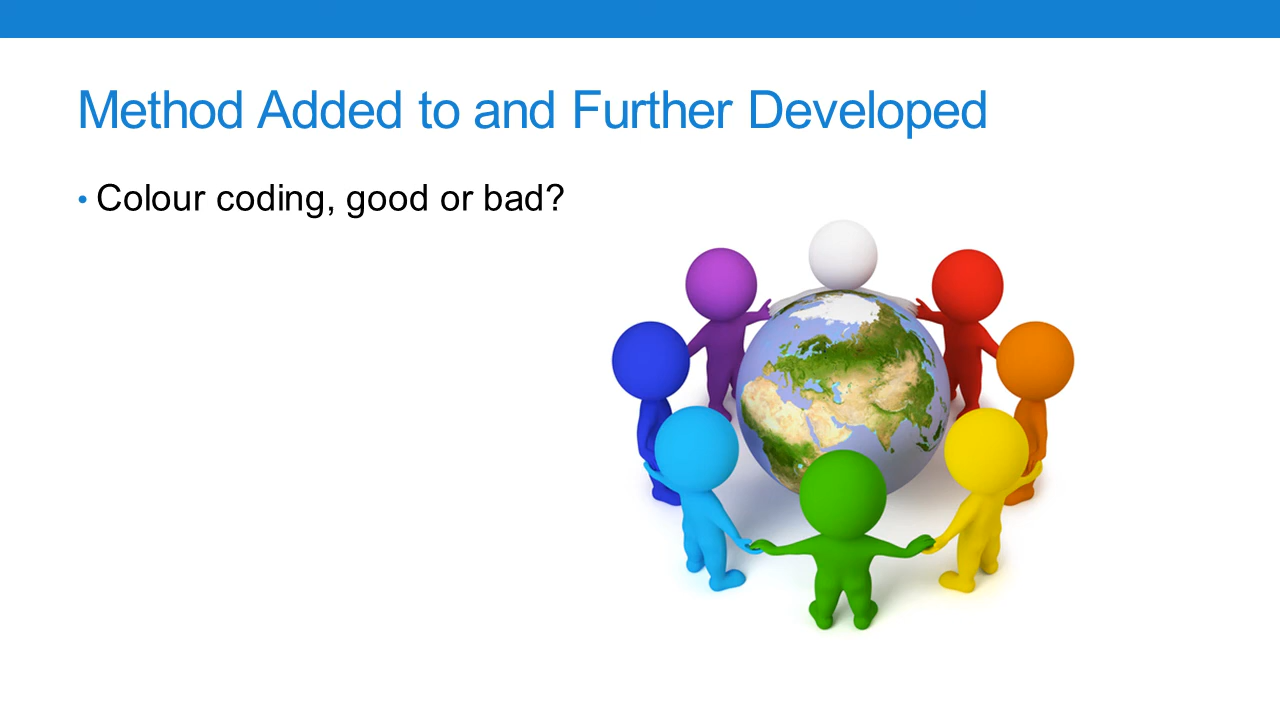 Method Added to and Further Developed
• Colour coding, good or bad?